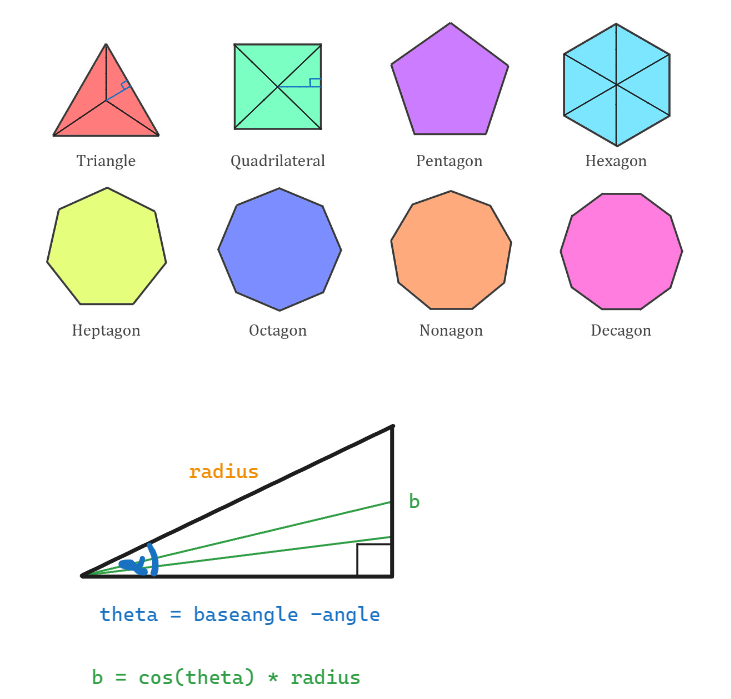 Triangle Quadrilateral Pentagon Hexagon
Heptagon Octagon Nonagon Decagon
radius
b
theta = baseangle -angle
b = cos(theta) * radius